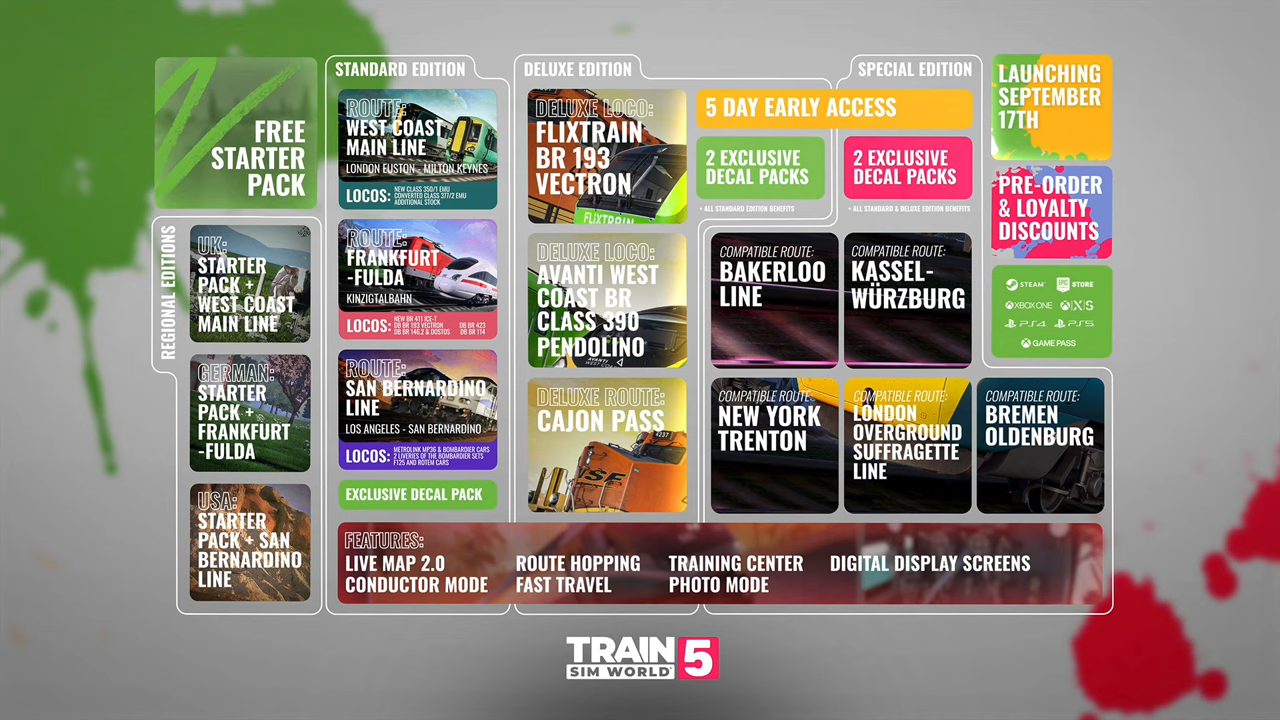 FREE
STARTER
PACK
REGIONAL EDITIONS
UK:
STARTER
PACK +
WEST COAST
MAIN LINE
GERMAN:
STARTER
PACK +
FRANKFURT
-FULDA
USA:
STARTER
PACK + SAN
BERNARDINO
LINE
STANDARD EDITION
ROUTE:
WEST COAST
MAIN LINE
LONDON EUSTON - MILTON KEYNES
LOCOS:
NEW CLASS 350/1 EMU
CONVERTED CLASS 377/2 EMU
ADDITIONAL STOCK
ROUTE:
FRANKFURT
-FULDA
KINZIGTALBAHN
LOCOS:
NEW BR 411 ICE-T
DB BR 193 VECTRON
DB BR 146.2 & DOSTOS
DB BR 423
DB BR 114
ROUTE:
SAN BERNARDINO
LINE
LOS ANGELES - SAN BERNARDINO
LOCOS:
METROLINK MP36 & BOMBARDIER CARS
2 LIVERIES OF THE BOMBARDIER SETS
F125 AND ROTEM CARS
EXCLUSIVE DECAL PACK
DELUXE EDITION
DELUXE LOCO:
FLIXTRAIN
BR 193
VECTRON
FLIXTRAIN
DELUXE LOCO:
AVANTI WEST
COAST BR
CLASS 390
PENDOLINO
AVANTI
WEST COAST
DELUXE ROUTE:
CAJON PASS
4297
SF
SPECIAL EDITION
5 DAY EARLY ACCESS
2 EXCLUSIVE
DECAL PACKS
+ ALL STANDARD EDITION BENEFITS
2 EXCLUSIVE
DECAL PACKS
+ ALL STANDARD & DELUXE EDITION BENEFITS
COMPATIBLE ROUTE:
BAKERLOO
LINE
COMPATIBLE ROUTE:
KASSEL-
WÜRZBURG
COMPATIBLE ROUTE:
NEW YORK
TRENTON
COMPATIBLE ROUTE:
LONDON
OVERGROUND
SUFFRAGETTE
LINE
COMPATIBLE ROUTE:
BREMEN
OLDENBURG
LAUNCHING
SEPTEMBER
17TH
PRE-ORDER
& LOYALTY
DISCOUNTS
STEAM
EPIC STORE
XBOX ONE
X|S
PS4
PS5
GAME PASS
FEATURES:
LIVE MAP 2.0
CONDUCTOR MODE
ROUTE HOPPING
FAST TRAVEL
TRAINING CENTER
PHOTO MODE
DIGITAL DISPLAY SCREENS
TRAIN
SIM WORLD
5